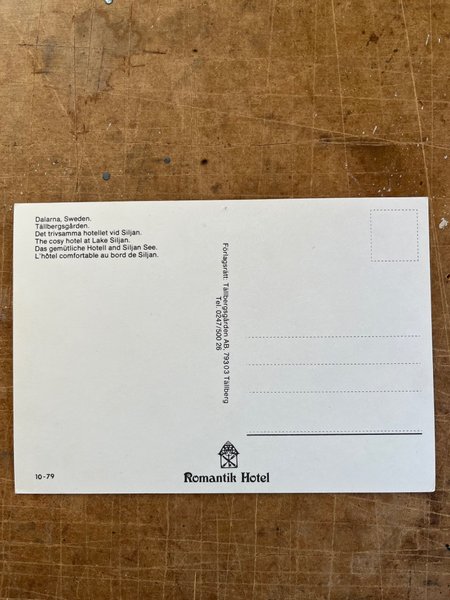 Dalarna, Sweden.
Tällbergsgården.
Det trivsamma hotellet vid Siljan.
The cosy hotel at Lake Siljan.
Das gemütliche Hotell and Siljan See.
L'hôtel comfortable au bord de Siljan.
Förlagsrätt: Tällbergsgården AB, 79303 Tällberg
Tel. 0247/500 26
10-79
Romantik Hotel